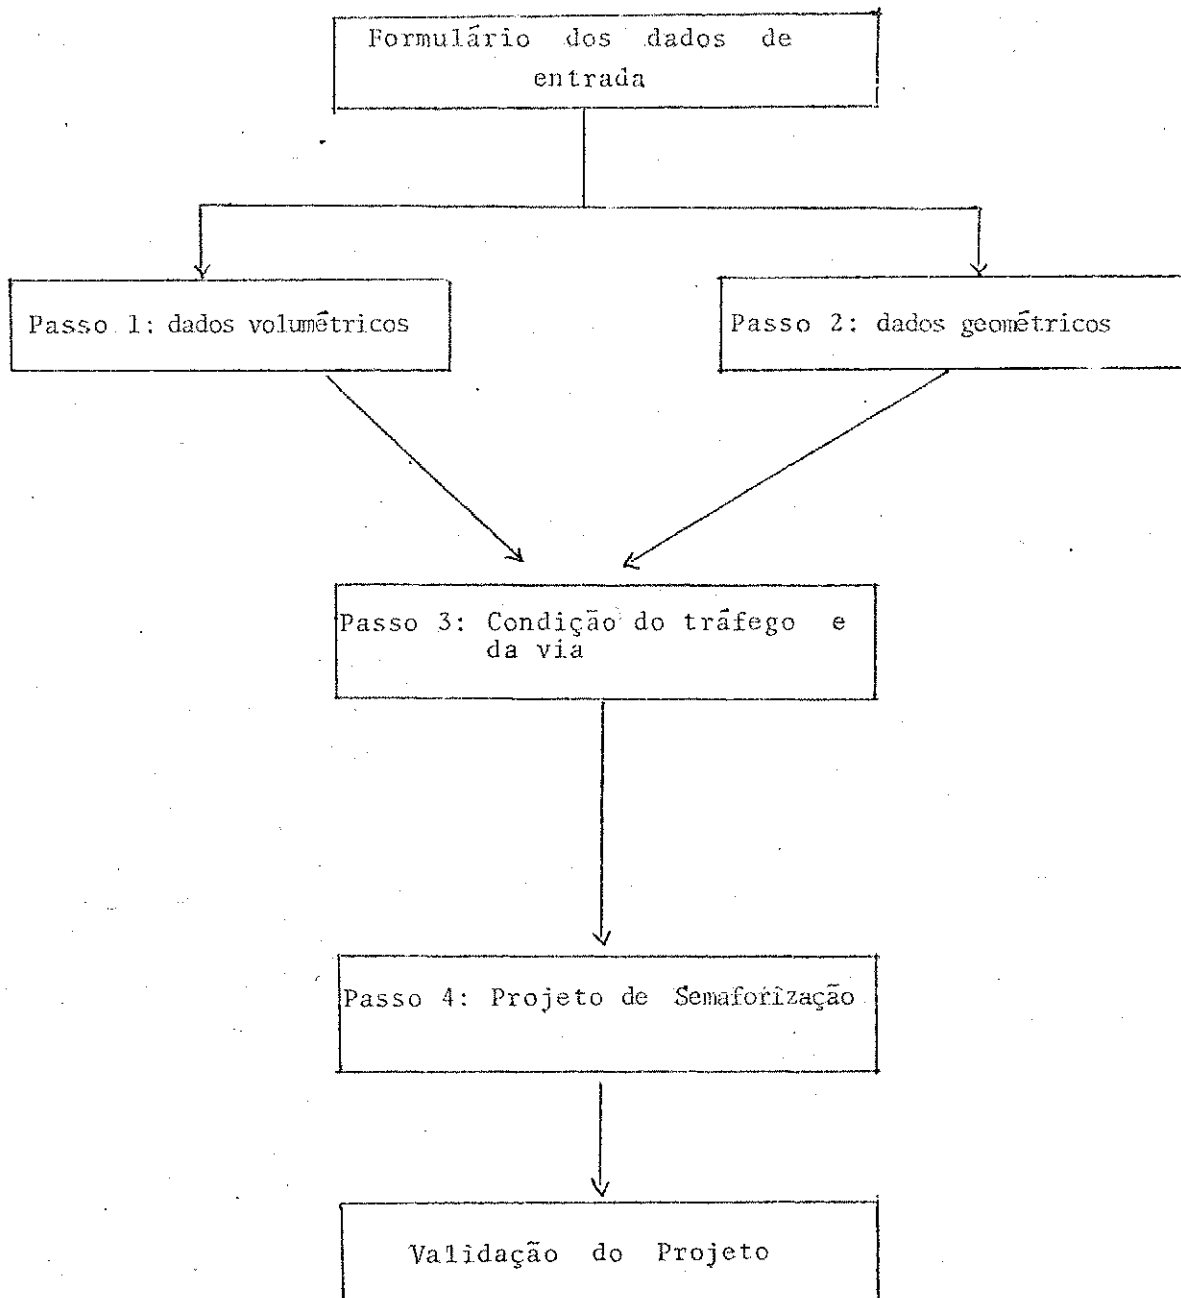 Formulário dos dados de
entrada
Passo 1: dados volumétricos
Passo 2: dados geométricos
Passo 3: Condição do tráfego e
da via
Passo 4: Projeto de Semaforização
Validação do Projeto